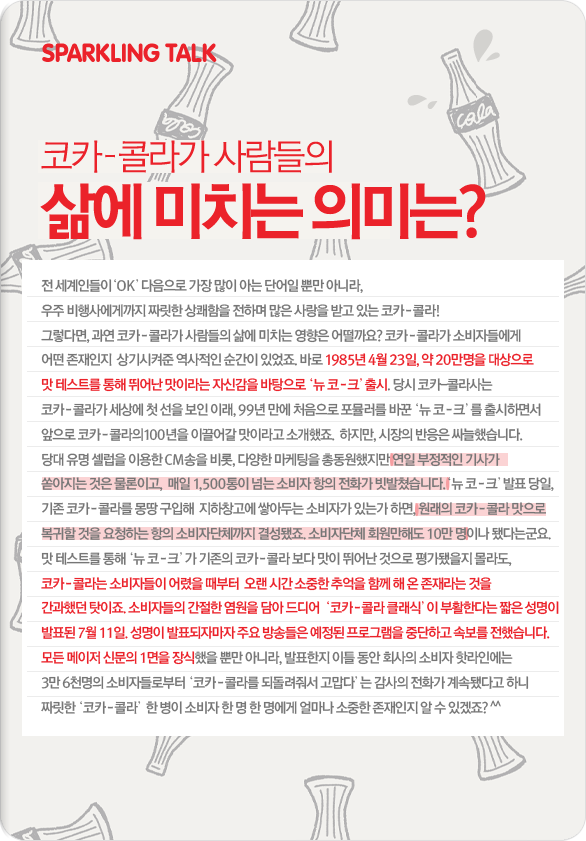 SPARKLING TALK
cola
cola
코카-콜라가 사람들의
삶에 미치는 의미는?
전 세계인들이 'OK' 다음으로 가장 많이 아는 단어일 뿐만 아니라,
우주 비행사에게까지 짜릿한 상쾌함을 전하며 많은 사랑을 받고 있는 코카-콜라!
그렇다면, 과연 코카-콜라가 사람들의 삶에 미치는 영향은 어떨까요? 코카-콜라가 소비자들에게
어떤 존재인지 상기시켜준 역사적인 순간이 있었죠. 바로 1985년 4월 23일, 약 20만명을 대상으로
맛 테스트를 통해 뛰어난 맛이라는 자신감을 바탕으로 '뉴 코-크' 출시. 당시 코카-콜라사는
코카-콜라가 세상에 첫 선을 보인 이래, 99년 만에 처음으로 포뮬러를 바꾼 '뉴 코-크'를 출시하면서
앞으로 코카-콜라의100년을 이끌어갈 맛이라고 소개했죠. 하지만, 시장의 반응은 싸늘했습니다.
당대 유명 셀럽을 이용한 CM송을 비롯, 다양한 마케팅을 총동원했지만 연일 부정적인 기사가
쏟아지는 것은 물론이고, 매일 1,500통이 넘는 소비자 항의 전화가 빗발쳤습니다. '뉴 코-크' 발표 당일,
기존 코카-콜라를 몽땅 구입해 지하창고에 쌓아두는 소비자가 있는가 하면, 원래의 코카-콜라 맛으로
복귀할 것을 요청하는 항의 소비자단체까지 결성됐죠. 소비자단체 회원만해도 10만 명이나 됐다는군요.
맛 테스트를 통해 '뉴 코-크'가 기존의 코카-콜라 보다 맛이 뛰어난 것으로 평가됐을지 몰라도,
코카-콜라는 소비자들이 어렸을 때부터 오랜 시간 소중한 추억을 함께 해 온 존재라는 것을
간과했던 탓이죠. 소비자들의 간절한 염원을 담아 드디어 '코카-콜라 클래식'이 부활한다는 짧은 성명이
발표된 7월 11일. 성명이 발표되자마자 주요 방송들은 예정된 프로그램을 중단하고 속보를 전했습니다.
모든 메이저 신문의 1면을 장식했을 뿐만 아니라, 발표한지 이틀 동안 회사의 소비자 핫라인에는
3만 6천명의 소비자들로부터 '코카-콜라를 되돌려줘서 고맙다'는 감사의 전화가 계속됐다고 하니
짜릿한 '코카-콜라' 한 병이 소비자 한 명 한 명에게 얼마나 소중한 존재인지 알 수 있겠죠? ^^